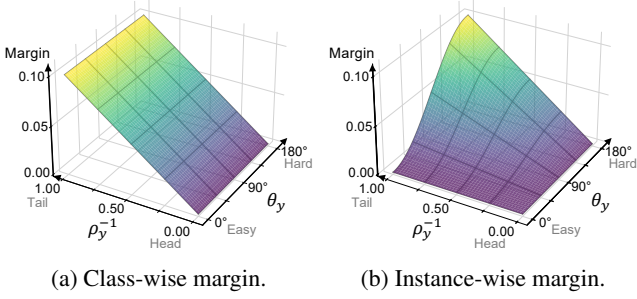 Margin
0.10
0.05
0.00
1.00
Tail
0.50
ρ_y^{-1}
0.00
Head
0°
Easy
90°
θ_y
180°
Hard
(a) Class-wise margin.
Margin
0.10
0.05
0.00
1.00
Tail
0.50
ρ_y^{-1}
0.00
Head
0°
Easy
90°
θ_y
180°
Hard
(b) Instance-wise margin.